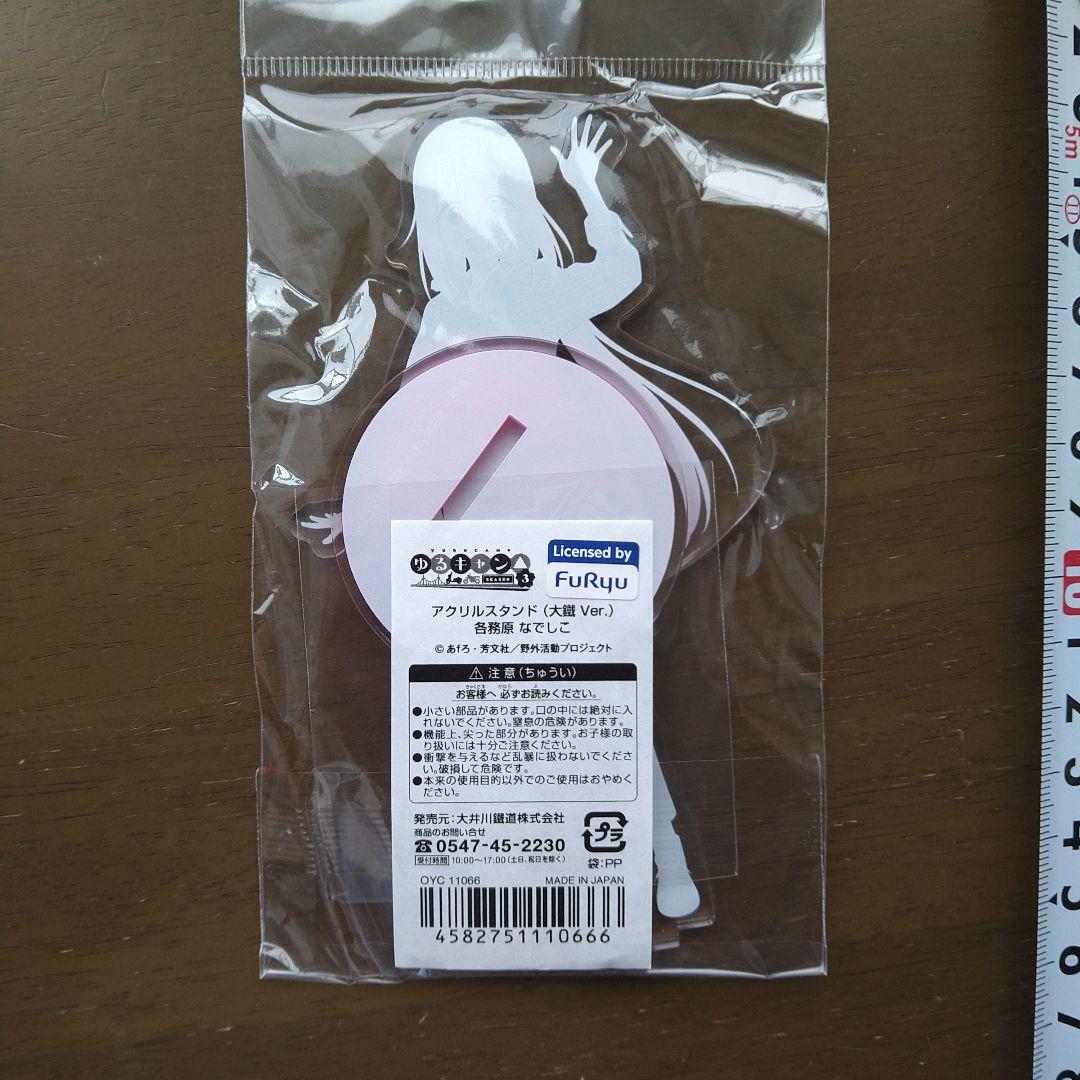 YURUCAMP
ゆるキャン△
SEASON 3
Licensed by
FuRyu
アクリルスタンド (大鐵 Ver.)
各務原 なでしこ
©あfろ・芳文社/野外活動プロジェクト
⚠注意(ちゅうい)
お客様へ 必ずお読みください。
●小さい部品があります。口の中には絶対に入
れないでください。窒息の危険があります。
●機能上、尖った部分があります。お子様の取
り扱いには十分ご注意ください。
●衝撃を与えるなど乱暴に扱わないでくださ
い。破損して危険です。
●本来の使用目的以外でのご使用はおやめく
ださい。
発売元:大井川鐵道株式会社
商品のお問い合せ
☎0547-45-2230
受付時間 10:00~17:00(土日、祝日を除く)
プラ
袋:PP
OYC 11066
MADE IN JAPAN
4582751110666
5m
10
1
2
3
4
5
6
7
8